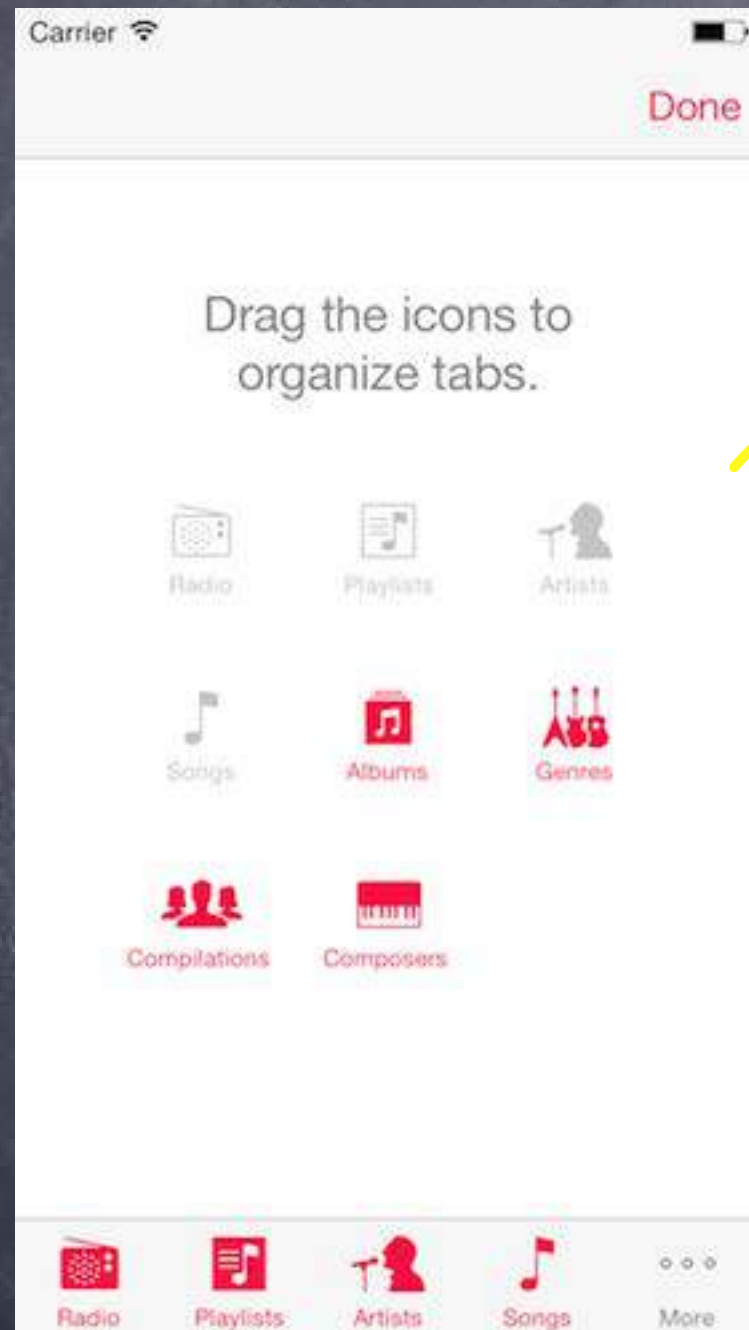 Carrier
Done
Drag the icons to
organize tabs.
Radio Playlists Artists
Songs Albums Genres
Compilations Composers
Radio Playlists Artists Songs More